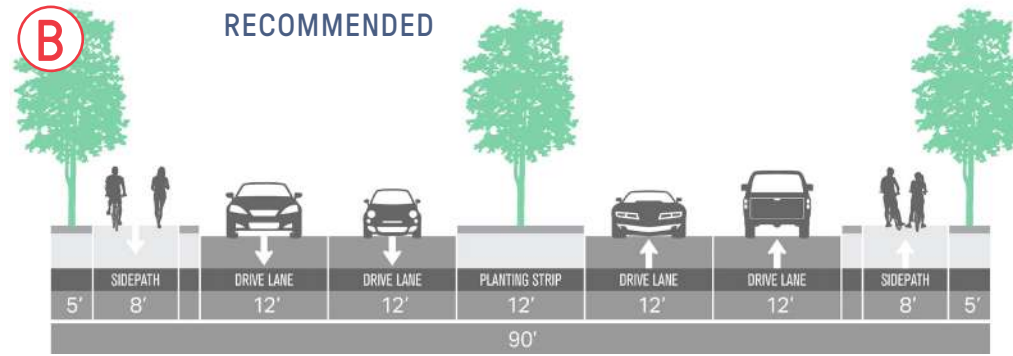 B
RECOMMENDED
SIDEPATH DRIVE LANE DRIVE LANE PLANTING STRIP DRIVE LANE DRIVE LANE SIDEPATH
5' 8' 12' 12' 12' 12' 12' 8' 5'
90'